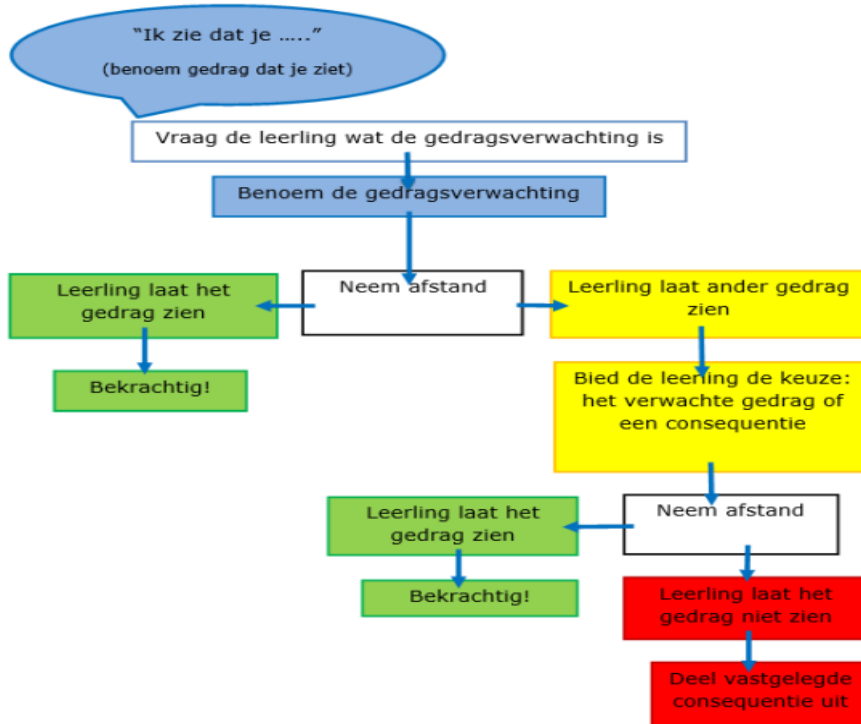 “Ik zie dat je …..”
(benoem gedrag dat je ziet)
Vraag de leerling wat de gedragsverwachting is
Benoem de gedragsverwachting
Neem afstand
Leerling laat het
gedrag zien
Bekrachtig!
Leerling laat ander gedrag
zien
Bied de leening de keuze:
het verwachte gedrag of
een consequentie
Neem afstand
Leerling laat het
gedrag zien
Bekrachtig!
Leerling laat het
gedrag niet zien
Deel vastgelegde
consequentie uit